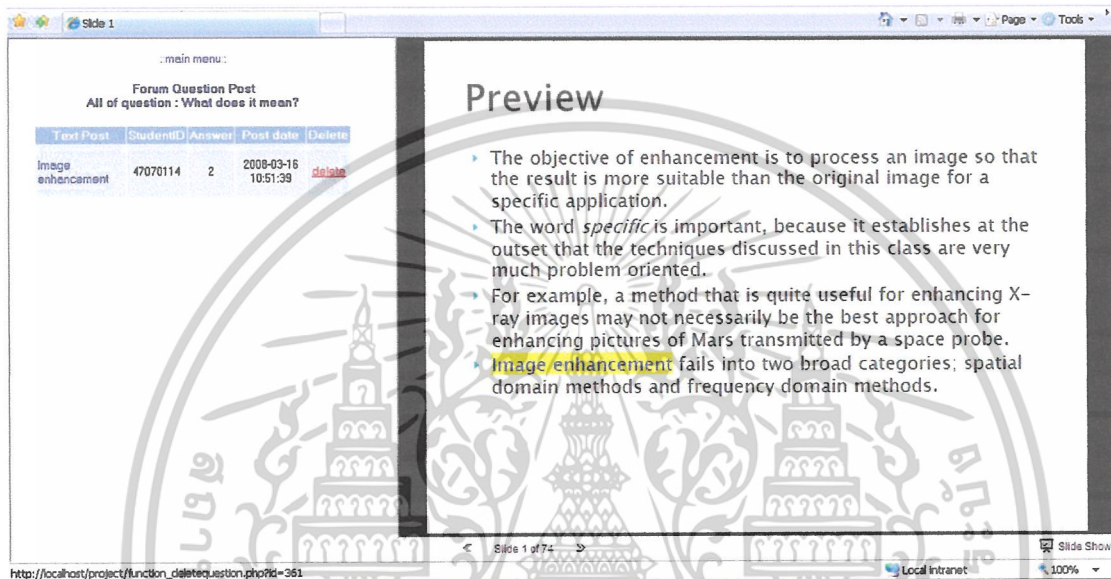 Slide 1
Page
Tools
: main menu :
Forum Question Post
All of question : What does it mean?
Text Post StudentID Answer Post date Delete
Image enhancement 47070114 2 2008-03-16 10:51:39 delete
Preview
The objective of enhancement is to process an image so that
the result is more suitable than the original image for a
specific application.
The word specific is important, because it establishes at the
outset that the techniques discussed in this class are very
much problem oriented.
For example, a method that is quite useful for enhancing X-
ray images may not necessarily be the best approach for
enhancing pictures of Mars transmitted by a space probe.
Image enhancement fails into two broad categories; spatial
domain methods and frequency domain methods.
Slide 1 of 74
Slide Show
http://localhost/project/function_deletequestion.php?id=361
Local intranet
100%